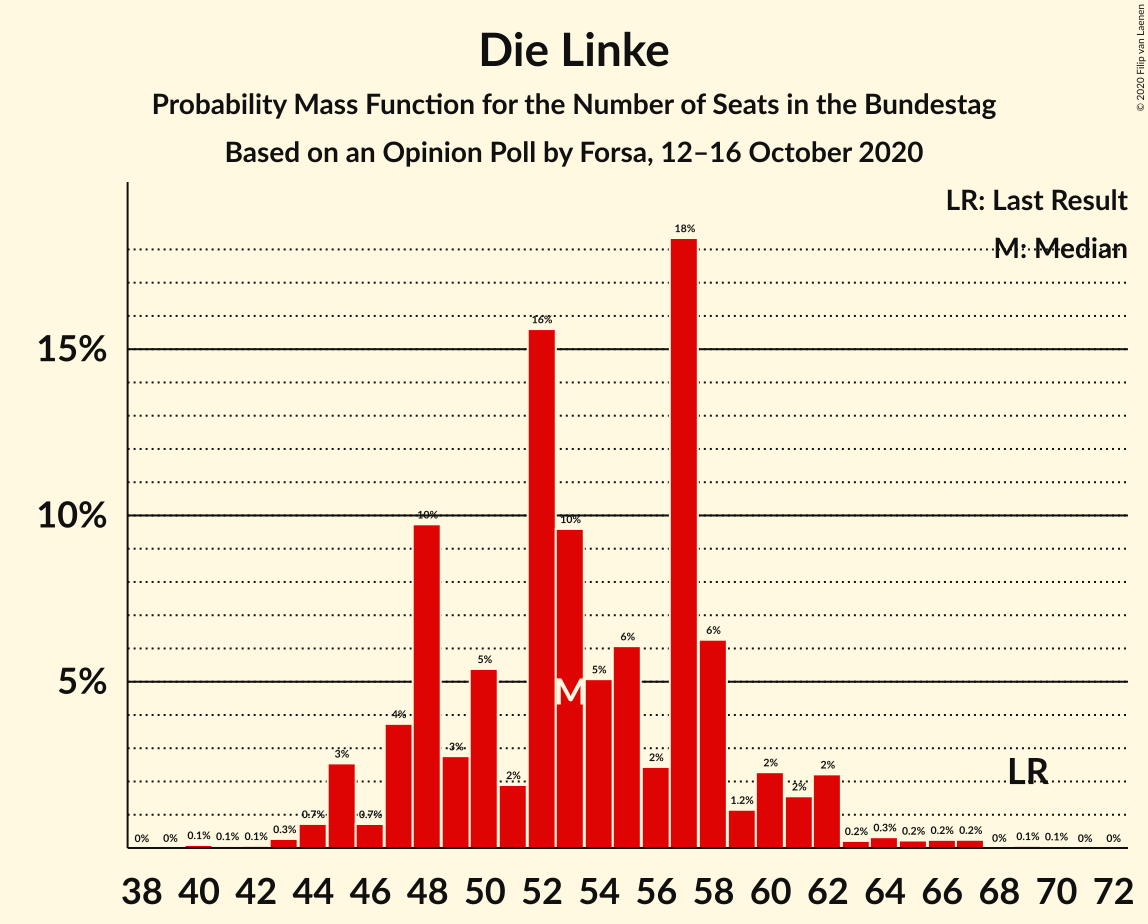 Die Linke
Probability Mass Function for the Number of Seats in the Bundestag
Based on an Opinion Poll by Forsa, 12–16 October 2020
© 2020 Filip van Laenen
LR: Last Result
M: Median
15%
10%
5%
0% 0% 0.1% 0.1% 0.1% 0.3% 0.7% 3% 0.7% 4% 10% 3% 5% 2% 16% 10% 5% 6% 2% 18% 6% 1.2% 2% 2% 2% 0.2% 0.3% 0.2% 0.2% 0.2% 0% 0.1% 0.1% 0% 0%
M
LR
38 40 42 44 46 48 50 52 54 56 58 60 62 64 66 68 70 72